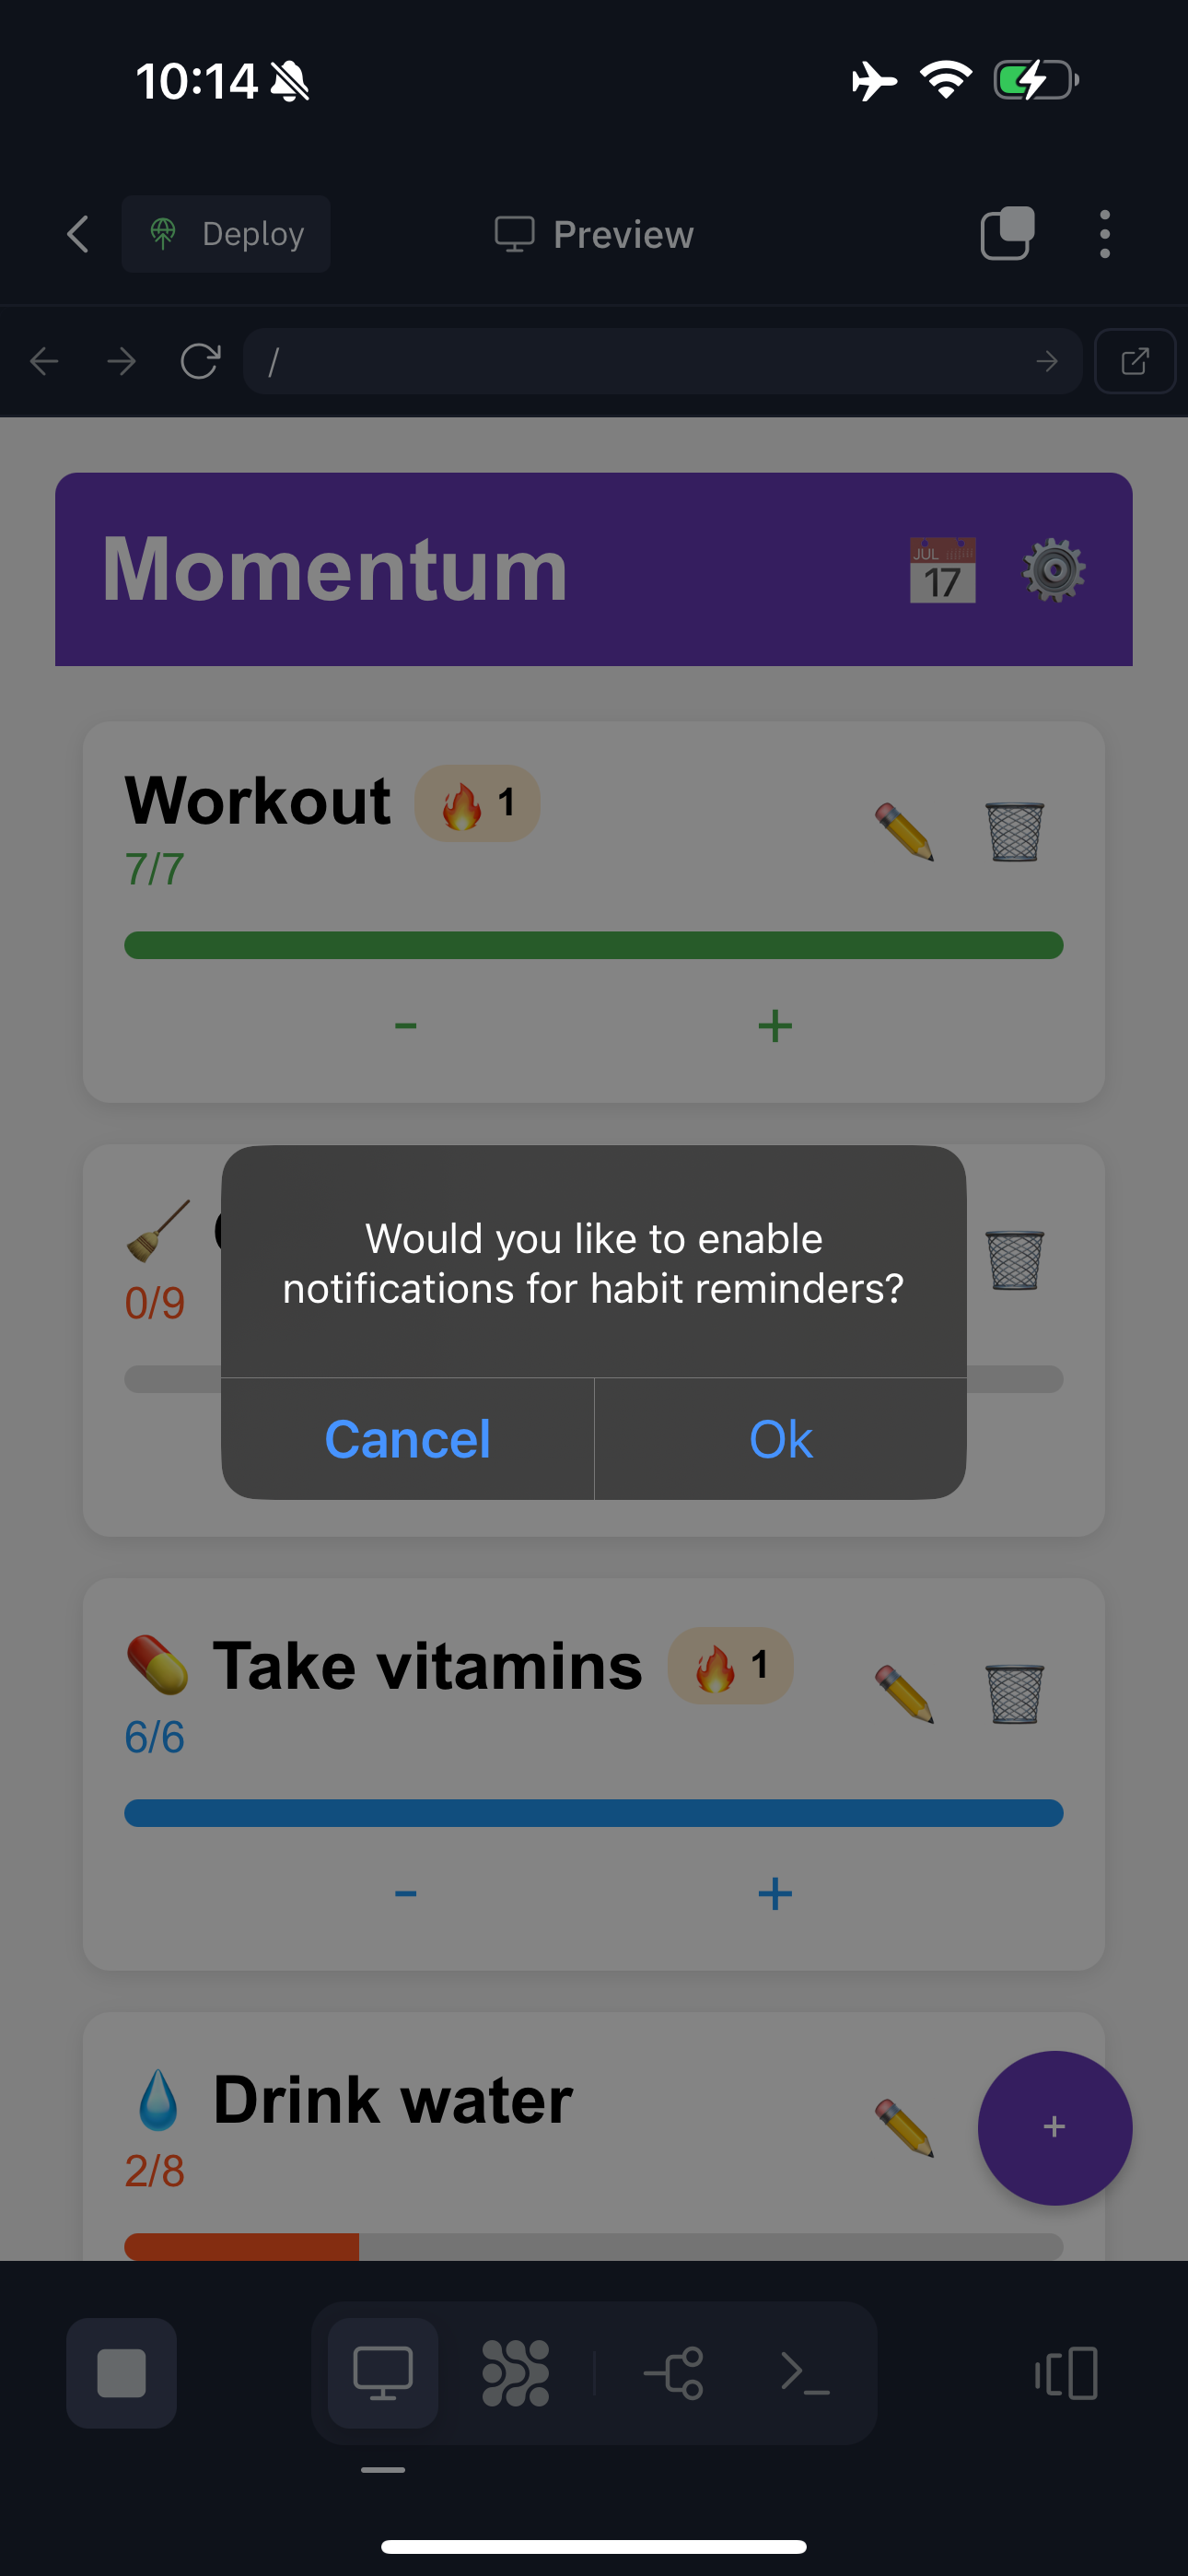 10:14
Deploy
Preview
/
Momentum
JUL
17
Workout 🔥 1
7/7
- +
0/9
Would you like to enable
notifications for habit reminders?
Cancel
Ok
Take vitamins 🔥 1
6/6
- +
Drink water
2/8
+